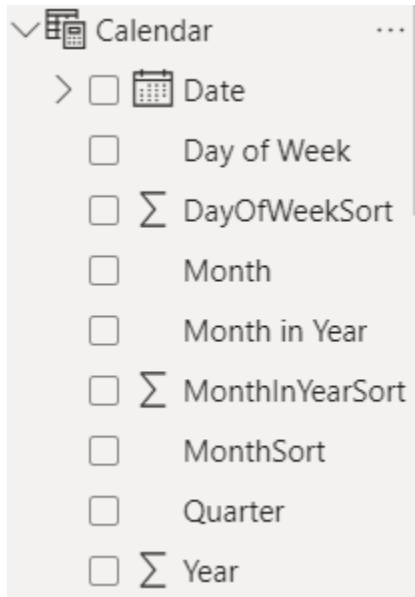 Calendar
Date
Day of Week
DayOfWeekSort
Month
Month in Year
MonthInYearSort
MonthSort
Quarter
Year